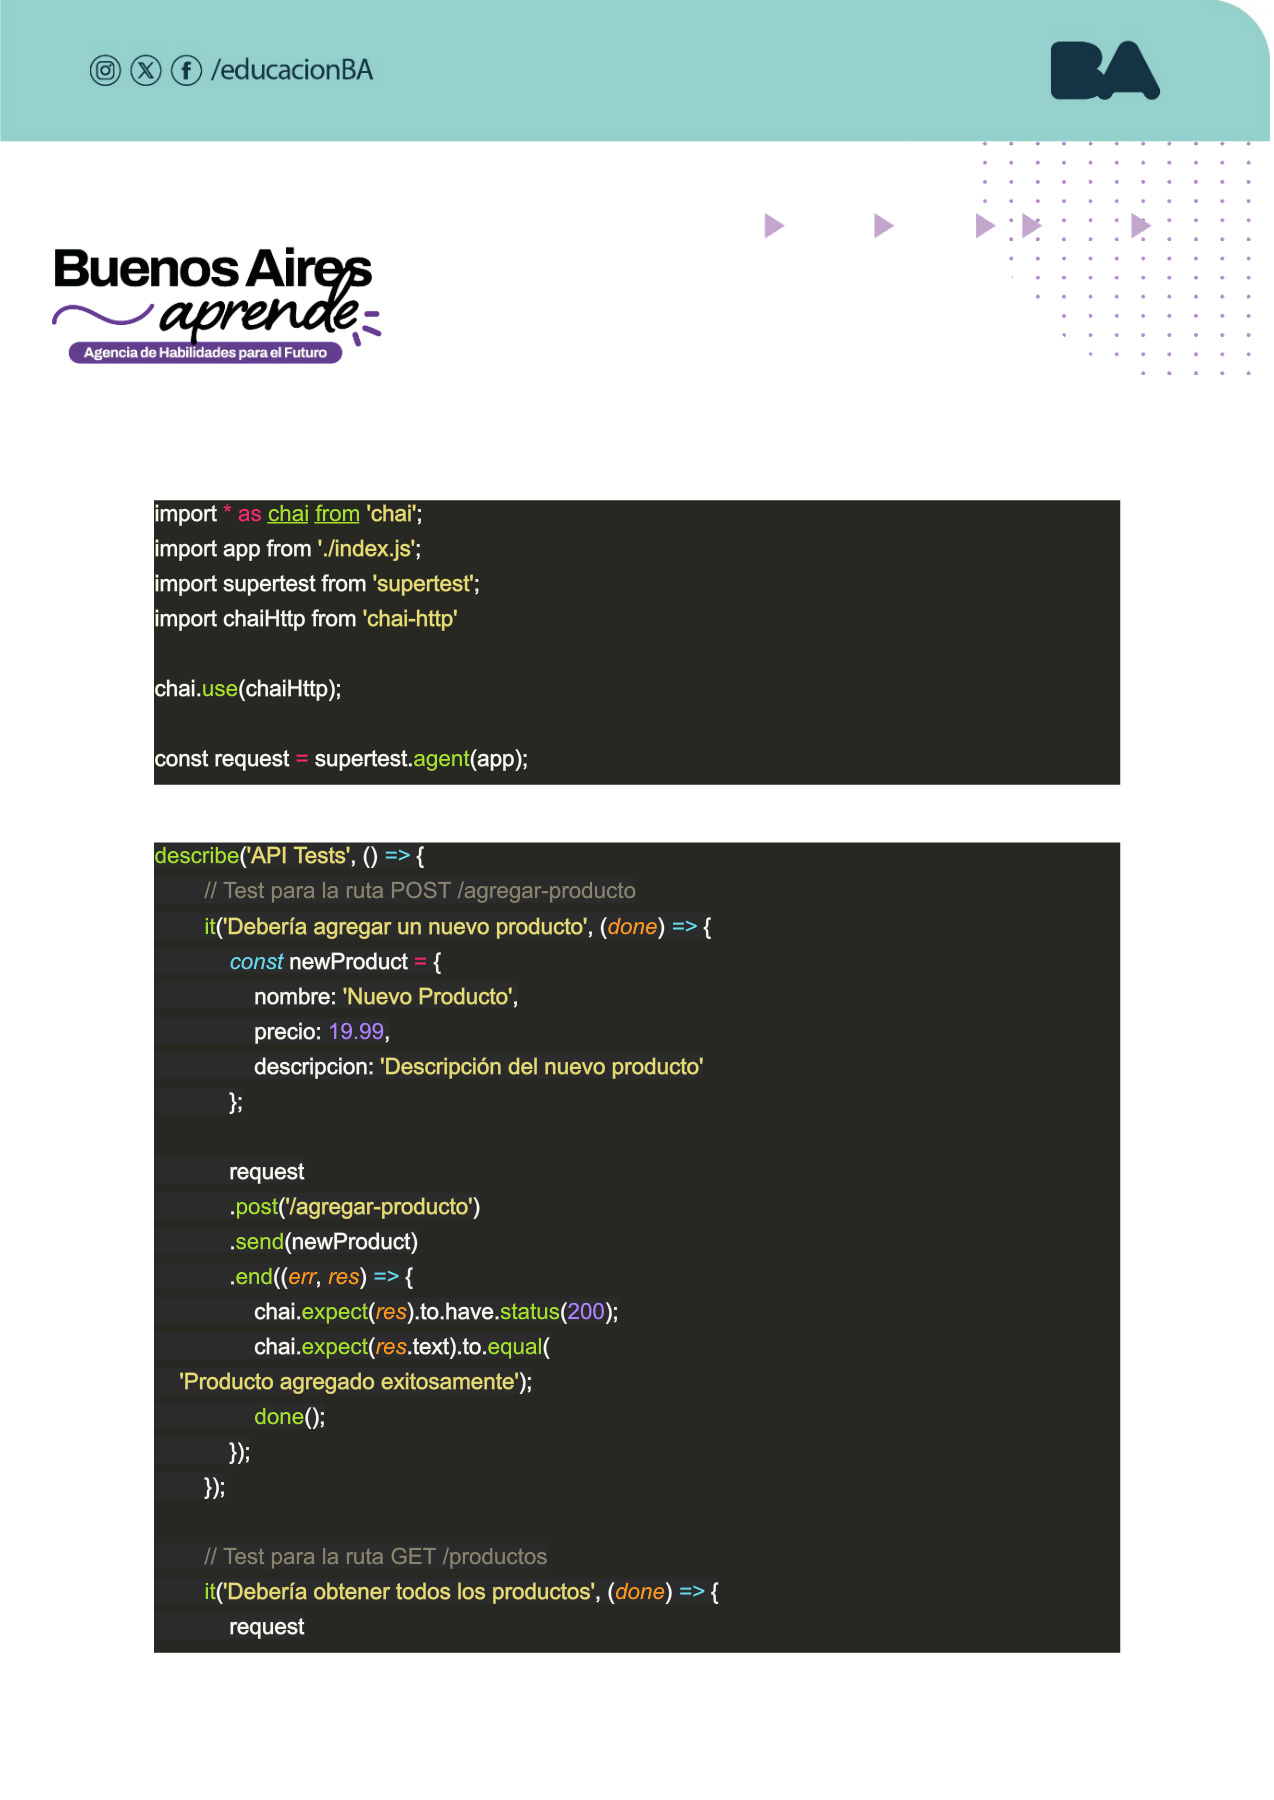 /educacionBA
BA
Buenos Aires
aprende
Agencia de Habilidades para el Futuro
import * as chai from 'chai';
import app from './index.js';
import supertest from 'supertest';
import chaiHttp from 'chai-http'
chai.use(chaiHttp);
const request = supertest.agent(app);
describe('API Tests', () => {
// Test para la ruta POST /agregar-producto
it('Debería agregar un nuevo producto', (done) => {
const newProduct = {
nombre: 'Nuevo Producto',
precio: 19.99,
descripcion: 'Descripción del nuevo producto'
};
request
.post('/agregar-producto')
.send(newProduct)
.end((err, res) => {
chai.expect(res).to.have.status(200);
chai.expect(res.text).to.equal(
'Producto agregado exitosamente');
done();
});
});
// Test para la ruta GET /productos
it('Debería obtener todos los productos', (done) => {
request